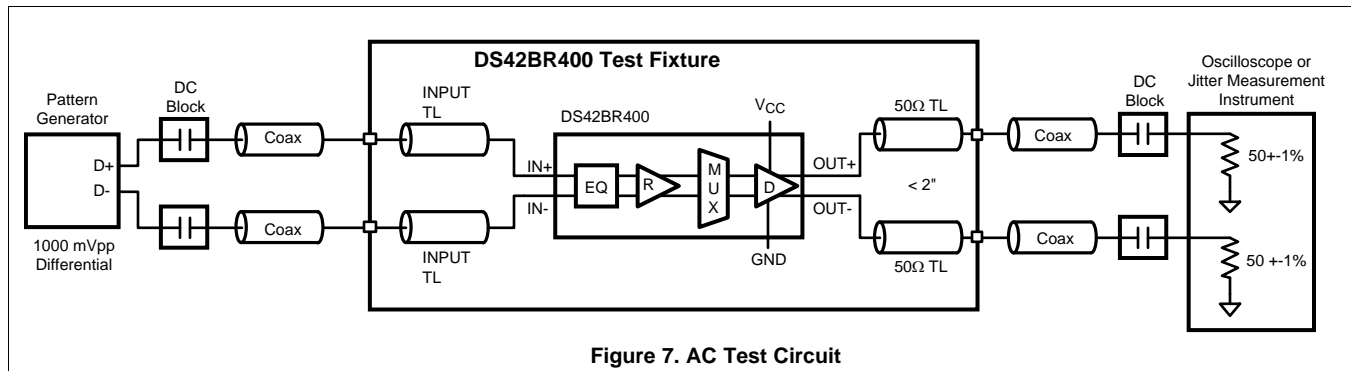 DS42BR400 Test Fixture
Pattern
Generator
D+
D-
1000 mVpp
Differential
DC
Block
Coax
Coax
INPUT
TL
INPUT
TL
DS42BR400
IN+
IN-
EQ
R
M
U
X
D
VCC
GND
OUT+
OUT-
50Ω TL
< 2"
50Ω TL
Coax
Coax
DC
Block
Oscilloscope or
Jitter Measurement
Instrument
50+-1%
50 +-1%
Figure 7. AC Test Circuit